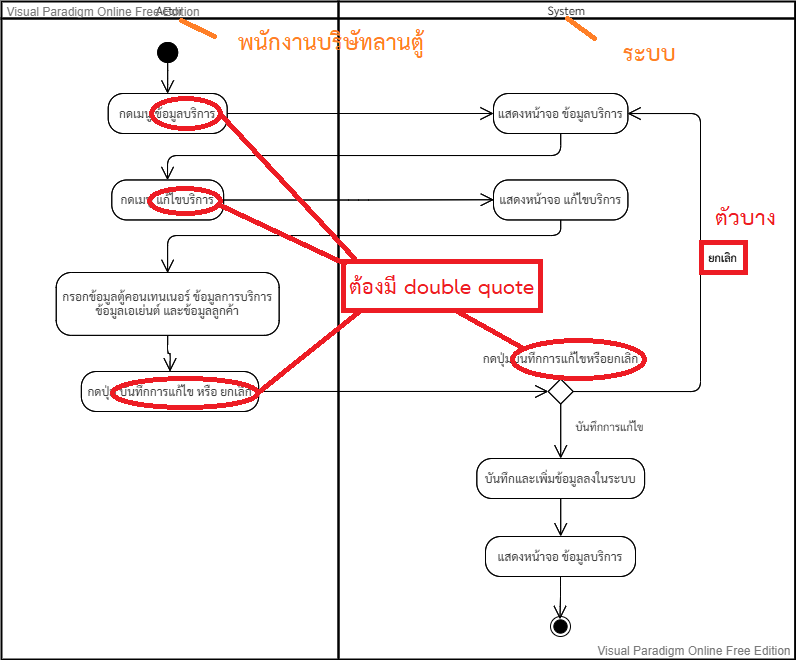 Visual Paradigm Online Free Edition
Actor
System
พนักงานบริษัทลานตู้
ระบบ
กดเมนู ข้อมูลบริการ
แสดงหน้าจอ ข้อมูลบริการ
กดเมนู แก้ไขบริการ
แสดงหน้าจอ แก้ไขบริการ
ตัวบาง
ยกเลิก
ต้องมี double quote
กรอกข้อมูลตู้คอนเทนเนอร์ ข้อมูลการบริการ
ข้อมูลเอเย่นต์ และข้อมูลลูกค้า
กดปุ่มบันทึกการแก้ไขหรือยกเลิก
กดปุ่ม บันทึกการแก้ไข หรือ ยกเลิก
บันทึกการแก้ไข
บันทึกและเพิ่มข้อมูลลงในระบบ
แสดงหน้าจอ ข้อมูลบริการ
Visual Paradigm Online Free Edition